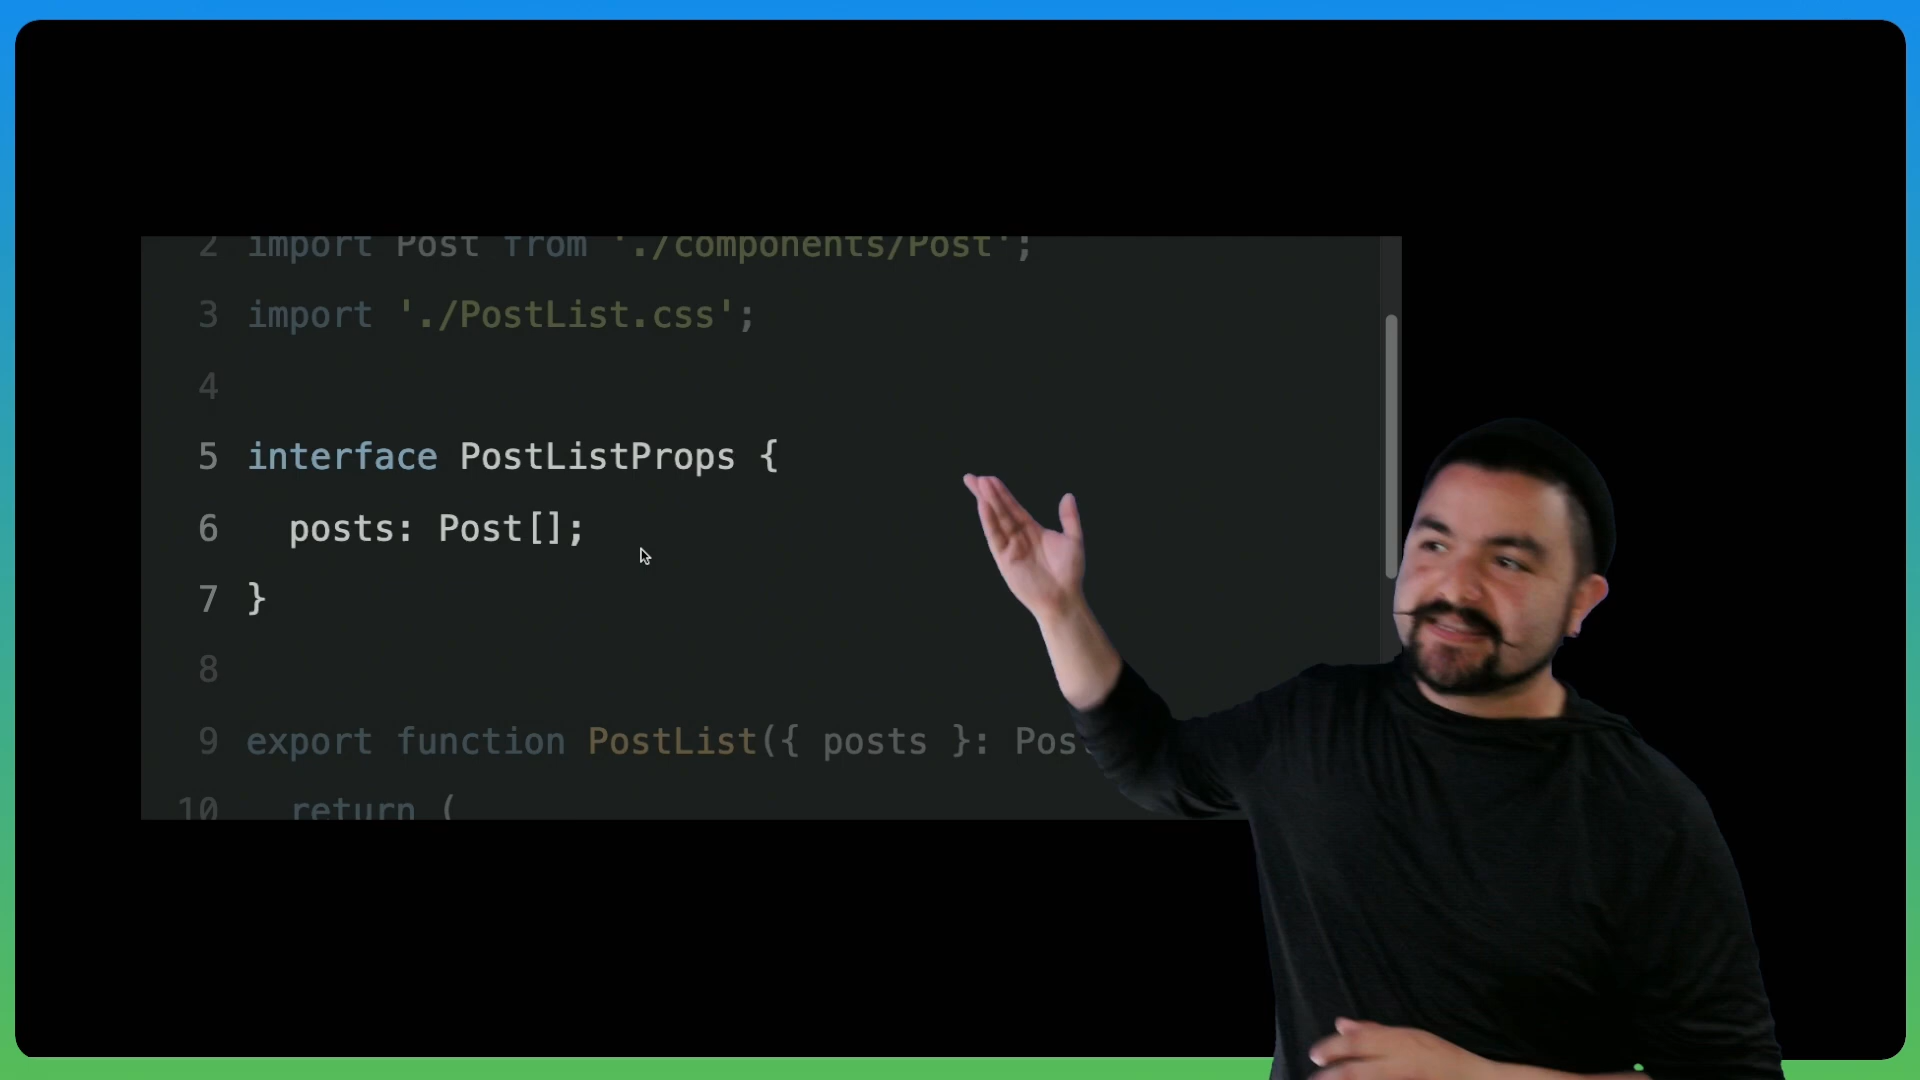 2 import Post from './components/Post';
3 import './PostList.css';
4
5 interface PostListProps {
6 posts: Post[];
7 }
8
9 export function PostList({ posts }: Pos
10 return (